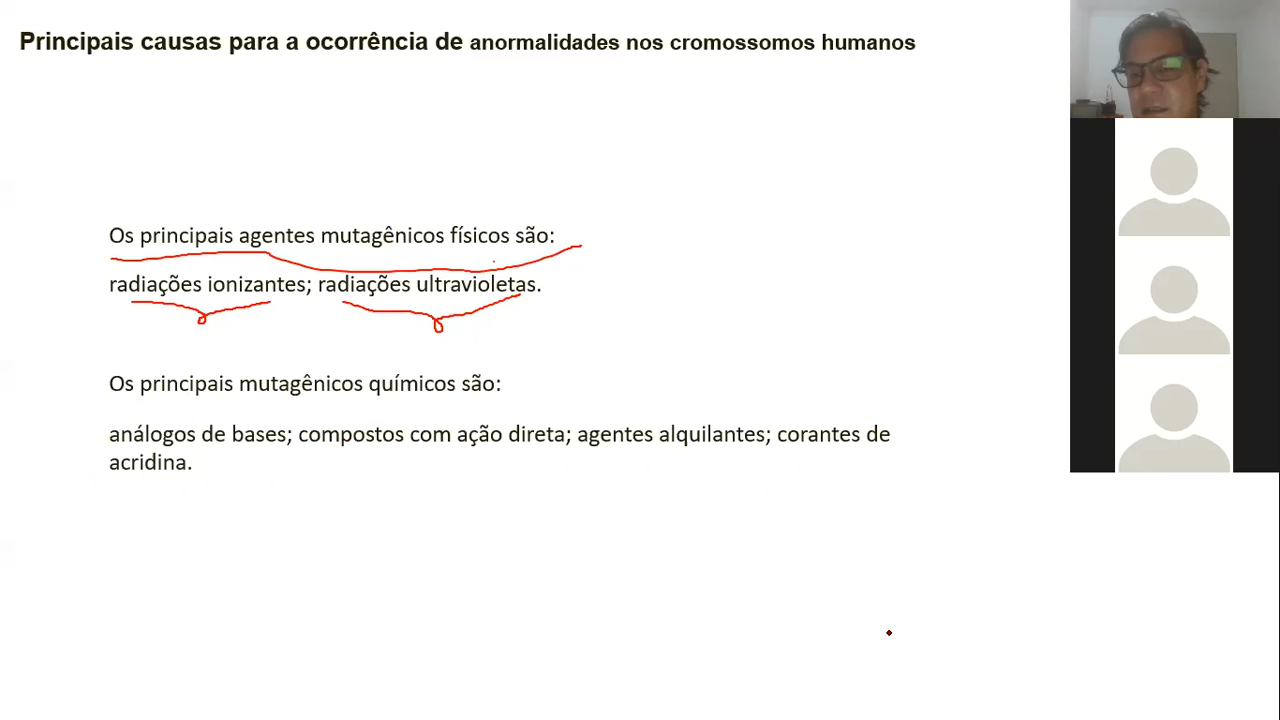 Principais causas para a ocorrência de anormalidades nos cromossomos humanos
Os principais agentes mutagênicos físicos são:
radiações ionizantes; radiações ultravioletas.
Os principais mutagênicos químicos são:
análogos de bases; compostos com ação direta; agentes alquilantes; corantes de
acridina.